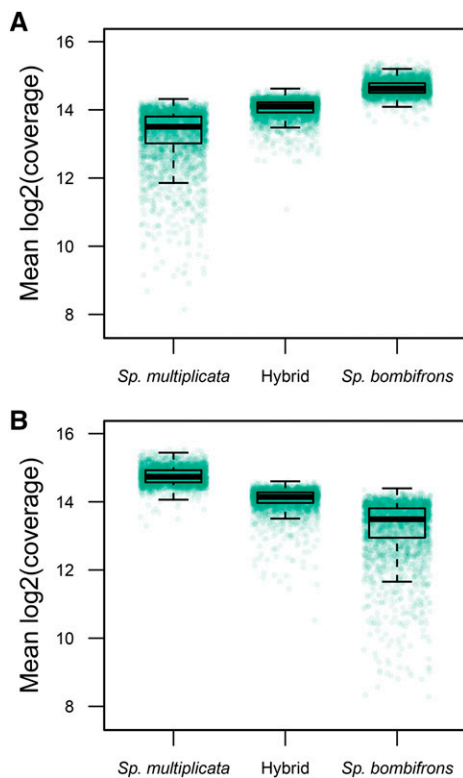 A
Mean log2(coverage)
16
14
12
10
8
Sp. multiplicata Hybrid Sp. bombifrons
B
Mean log2(coverage)
16
14
12
10
8
Sp. multiplicata Hybrid Sp. bombifrons